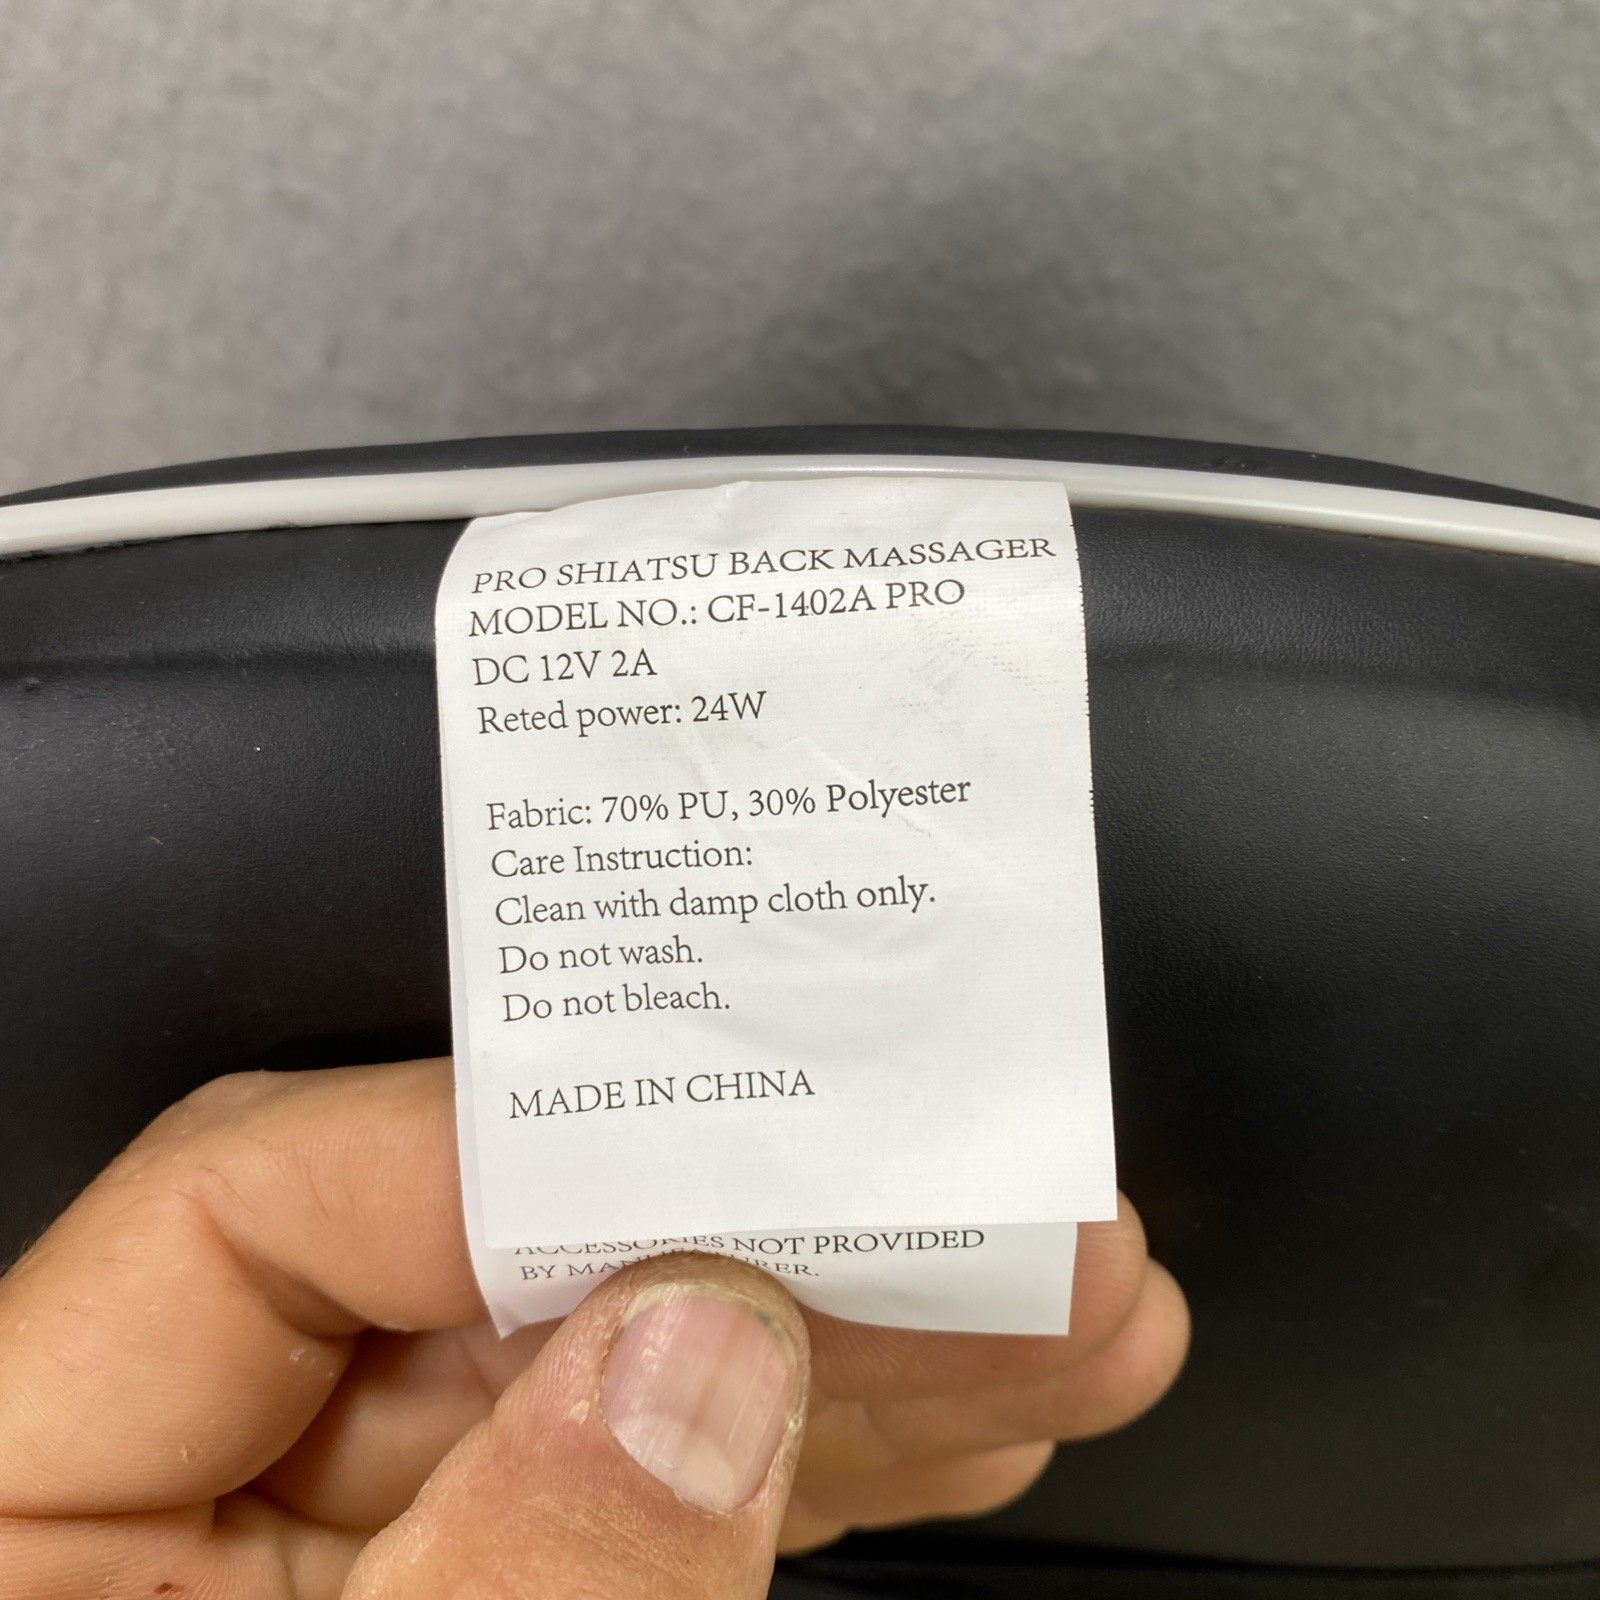 PRO SHIATSU BACK MASSAGER
MODEL NO.: CF-1402A PRO
DC 12V 2A
Reted power: 24W
Fabric: 70% PU, 30% Polyester
Care Instruction:
Clean with damp cloth only.
Do not wash.
Do not bleach.
MADE IN CHINA
ACCESSORIES NOT PROVIDED
BY MANUFACTURER.